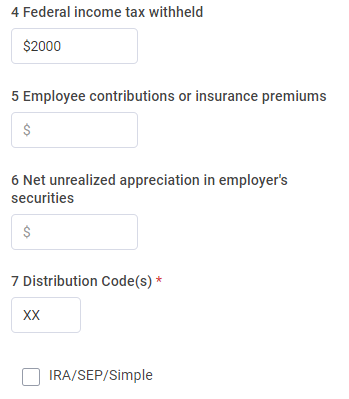 4 Federal income tax withheld
$2000
5 Employee contributions or insurance premiums
$
6 Net unrealized appreciation in employer's
securities
$
7 Distribution Code(s) *
XX
IRA/SEP/Simple